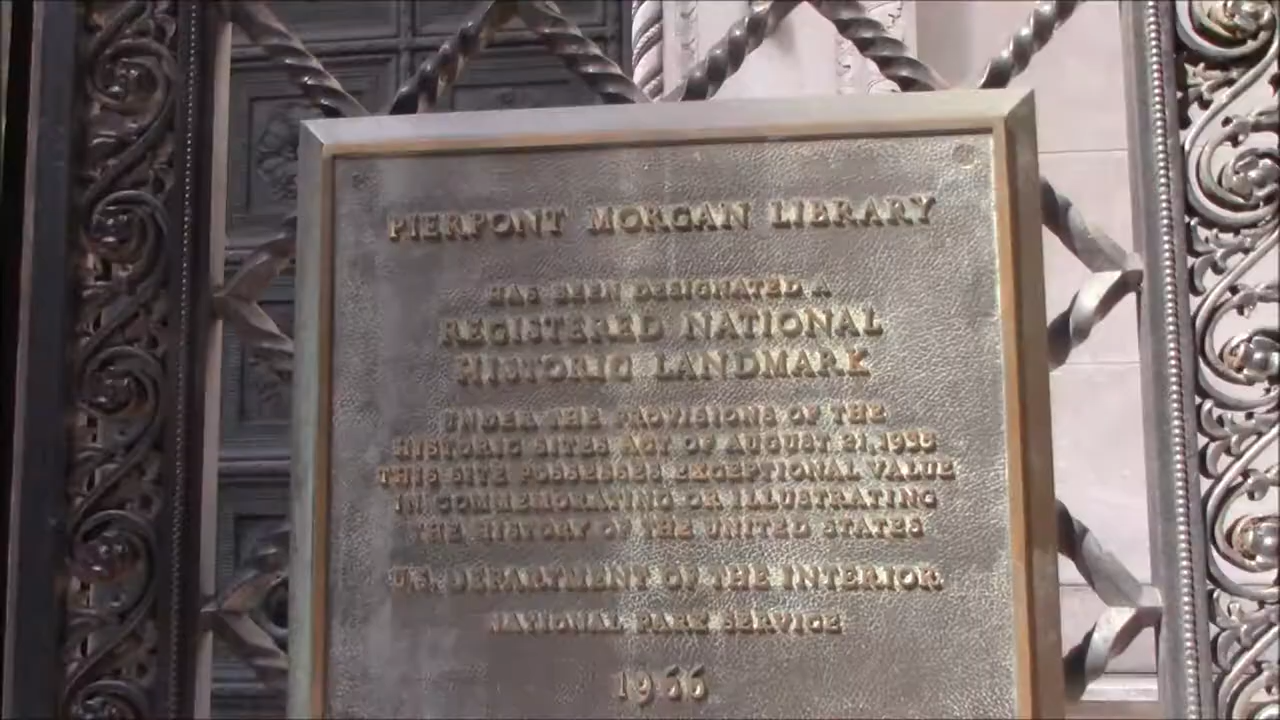 PIERPONT MORGAN LIBRARY
HAS BEEN DESIGNATED A
REGISTERED NATIONAL
HISTORIC LANDMARK
UNDER THE PROVISIONS OF THE
HISTORIC SITES ACT OF AUGUST 21, 1935
THIS SITE POSSESSES EXCEPTIONAL VALUE
IN COMMEMORATING OR ILLUSTRATING
THE HISTORY OF THE UNITED STATES
U.S. DEPARTMENT OF THE INTERIOR
NATIONAL PARK SERVICE
1966